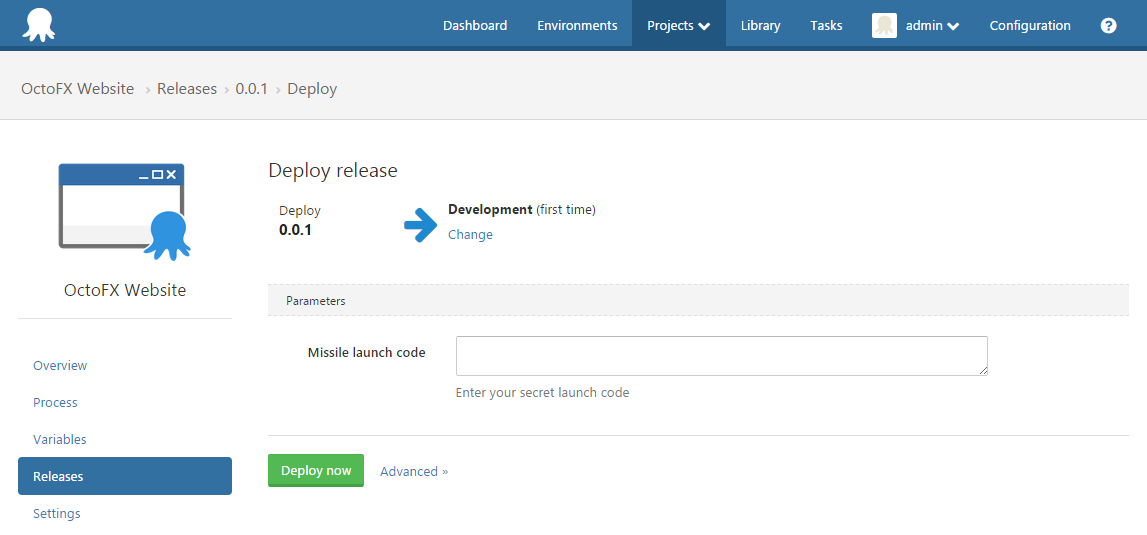 Dashboard Environments Projects Library Tasks admin Configuration ?
OctoFX Website › Releases › 0.0.1 › Deploy
Deploy release
Deploy
0.0.1
Development (first time)
Change
OctoFX Website
Parameters
Missile launch code
Enter your secret launch code
Overview
Process
Variables
Releases
Settings
Deploy now Advanced »